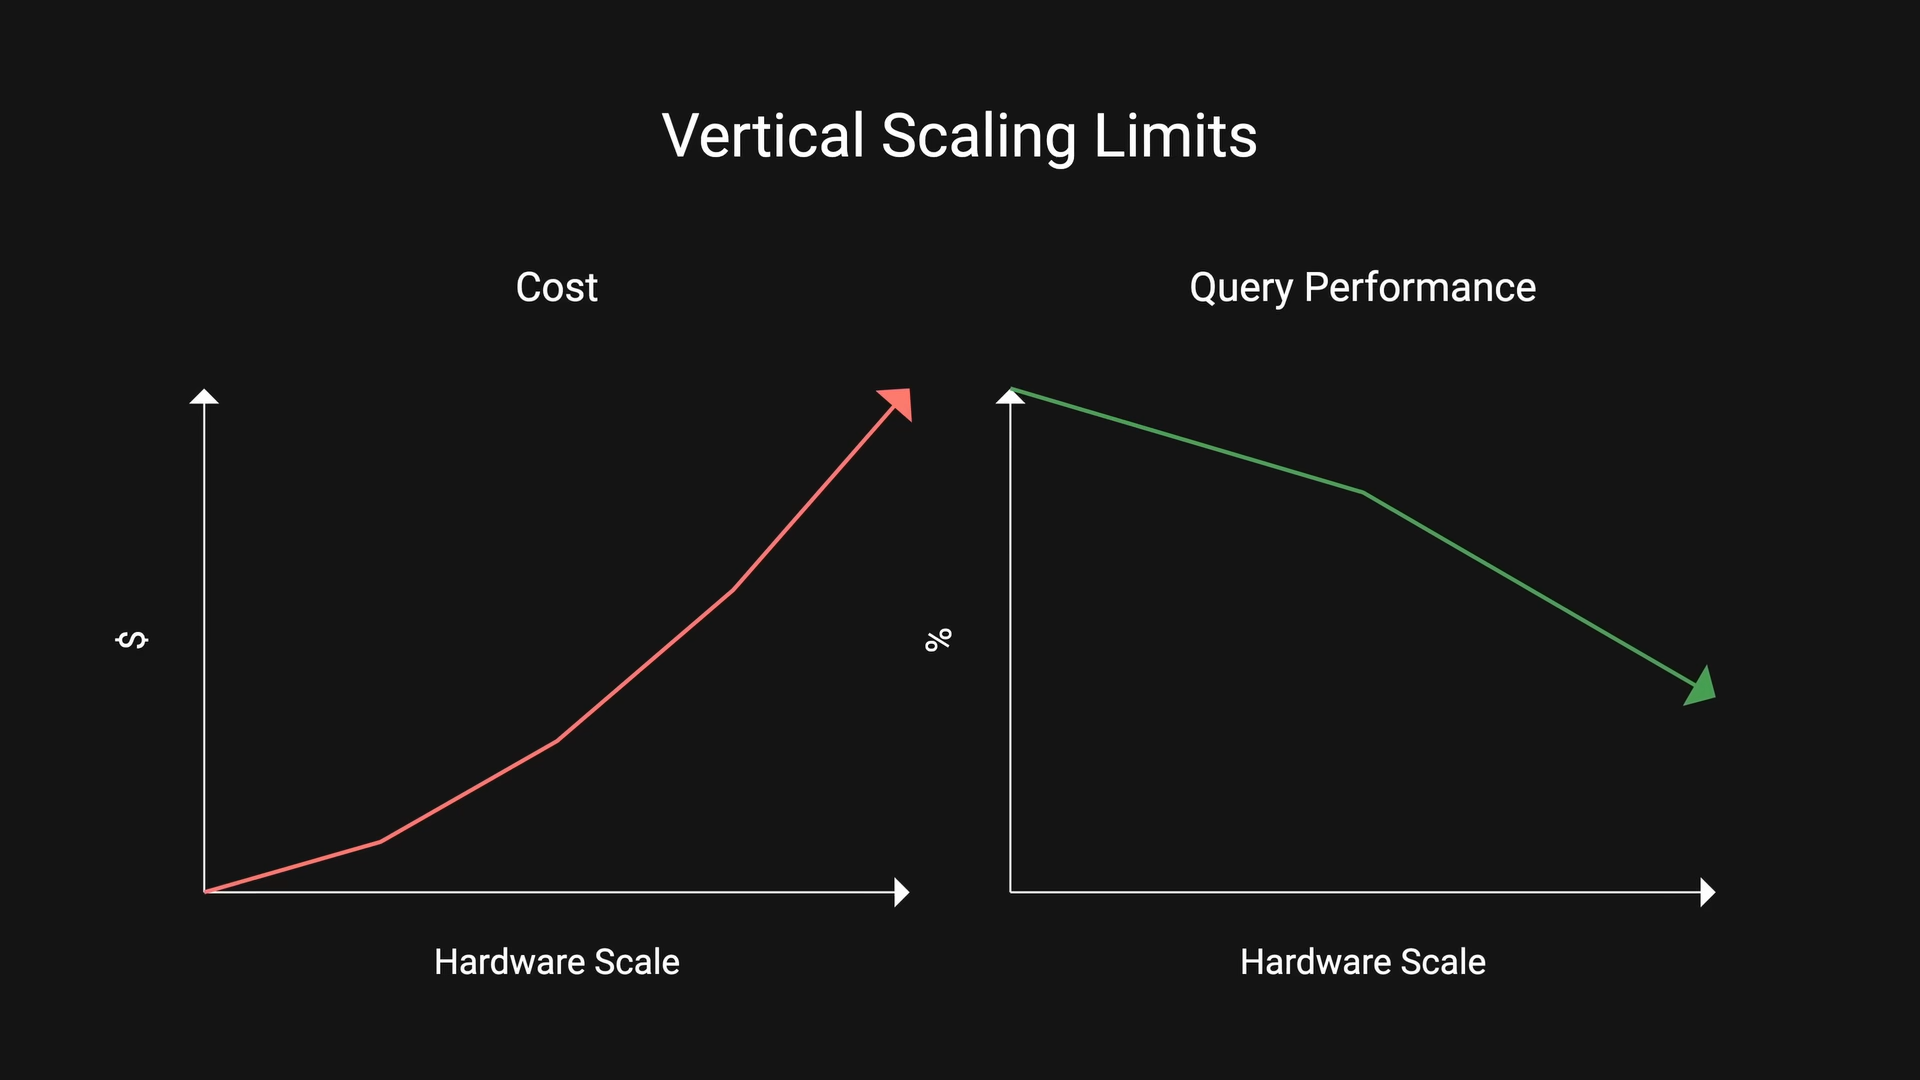 Vertical Scaling Limits
Cost
Query Performance
$
%
Hardware Scale
Hardware Scale